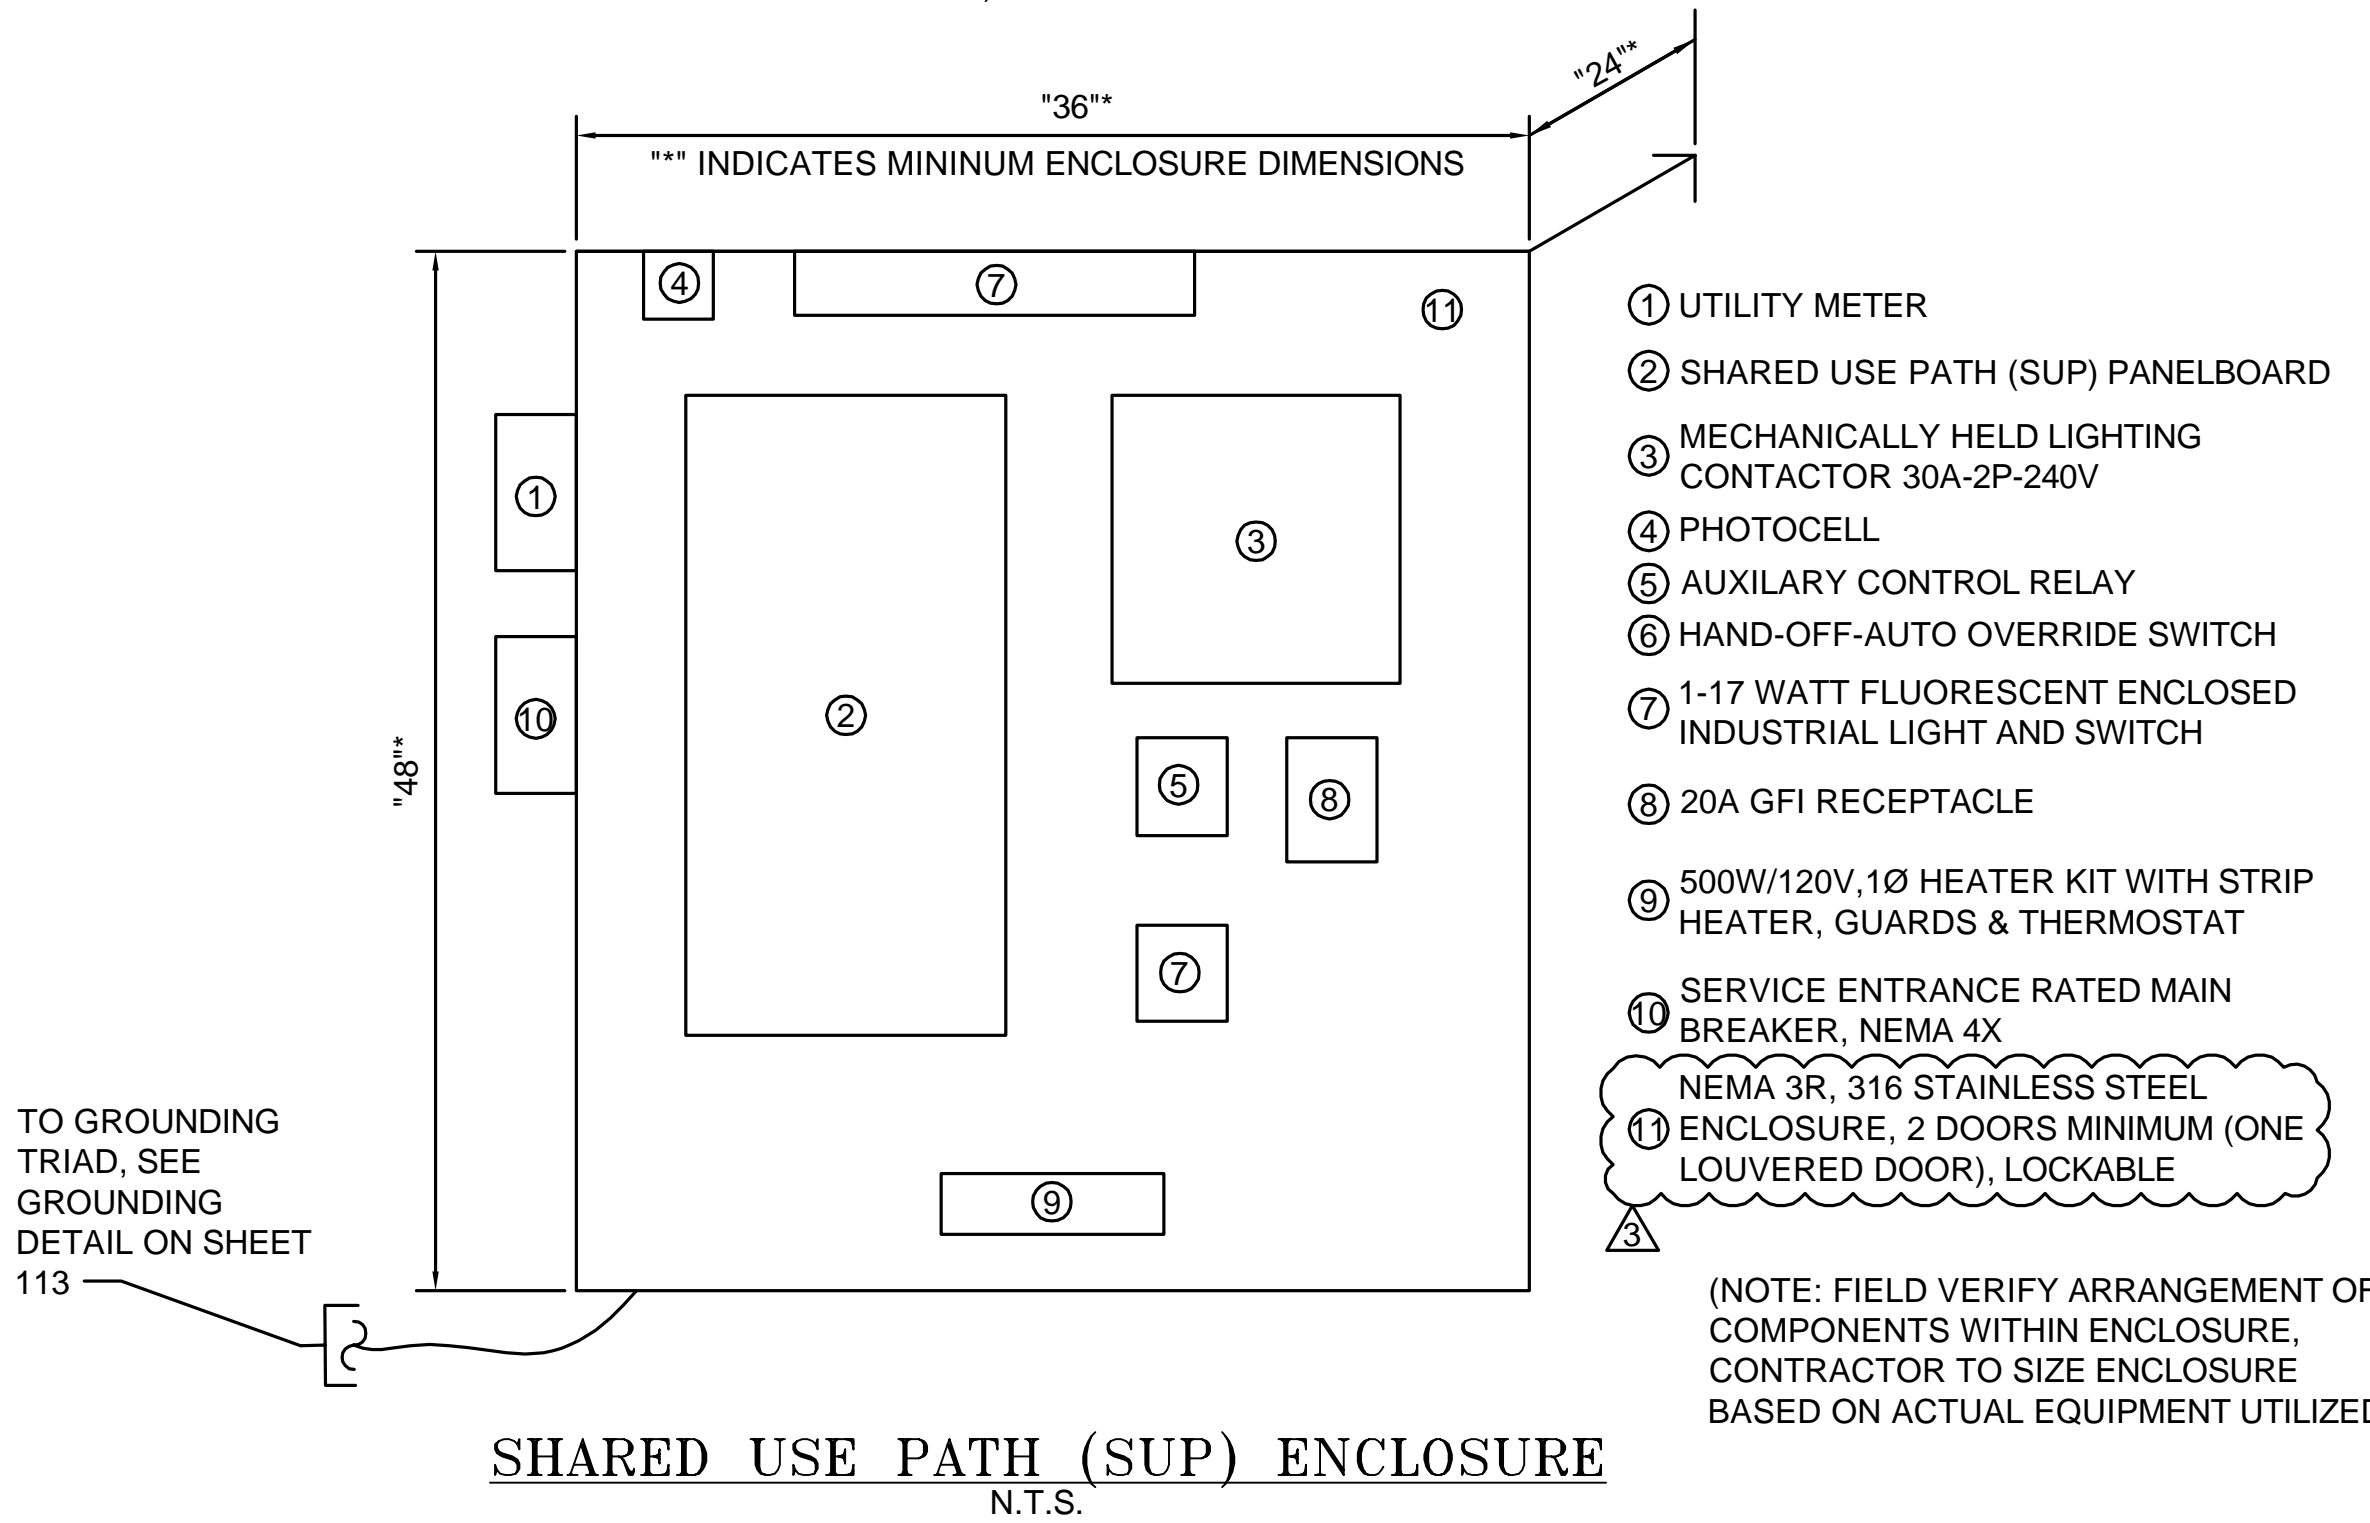 "24"*
"36"*
"*" INDICATES MININUM ENCLOSURE DIMENSIONS
4
7
11
1
3
10
2
"48"*
5
8
7
9
1 UTILITY METER
2 SHARED USE PATH (SUP) PANELBOARD
3 MECHANICALLY HELD LIGHTING
CONTACTOR 30A-2P-240V
4 PHOTOCELL
5 AUXILARY CONTROL RELAY
6 HAND-OFF-AUTO OVERRIDE SWITCH
7 1-17 WATT FLUORESCENT ENCLOSED
INDUSTRIAL LIGHT AND SWITCH
8 20A GFI RECEPTACLE
9 500W/120V,1Ø HEATER KIT WITH STRIP
HEATER, GUARDS & THERMOSTAT
10 SERVICE ENTRANCE RATED MAIN
BREAKER, NEMA 4X
NEMA 3R, 316 STAINLESS STEEL
11 ENCLOSURE, 2 DOORS MINIMUM (ONE
LOUVERED DOOR), LOCKABLE
3
TO GROUNDING
TRIAD, SEE
GROUNDING
DETAIL ON SHEET
113
(NOTE: FIELD VERIFY ARRANGEMENT OF
COMPONENTS WITHIN ENCLOSURE,
CONTRACTOR TO SIZE ENCLOSURE
BASED ON ACTUAL EQUIPMENT UTILIZED
SHARED USE PATH (SUP) ENCLOSURE
N.T.S.